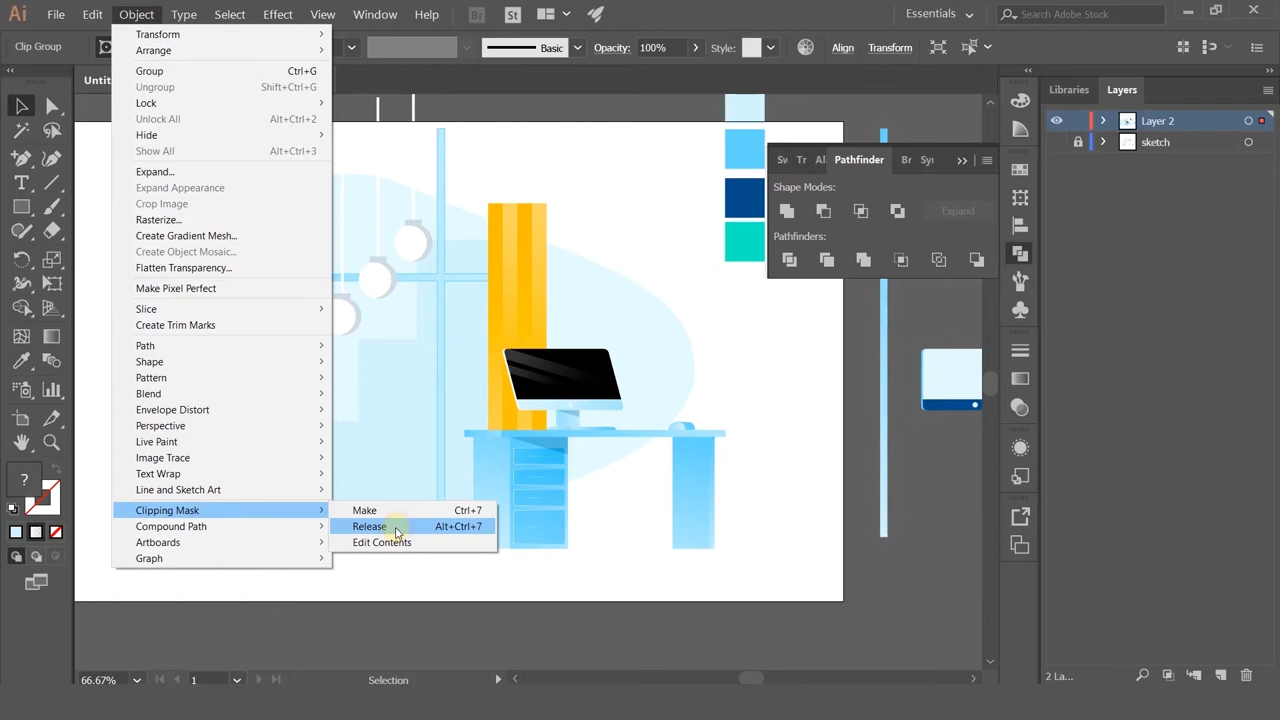 Ai File Edit Object Type Select Effect View Window Help Br St Essentials Search Adobe Stock
Clip Group Basic Opacity: 100% Style: Align Transform
Untit
Transform
Arrange
Group Ctrl+G
Ungroup Shift+Ctrl+G
Lock
Unlock All Alt+Ctrl+2
Hide
Show All Alt+Ctrl+3
Expand...
Expand Appearance
Crop Image
Rasterize...
Create Gradient Mesh...
Create Object Mosaic...
Flatten Transparency...
Make Pixel Perfect
Slice
Create Trim Marks
Path
Shape
Pattern
Blend
Envelope Distort
Perspective
Live Paint
Image Trace
Text Wrap
Line and Sketch Art
Clipping Mask
Compound Path
Artboards
Graph
Make Ctrl+7
Release Alt+Ctrl+7
Edit Contents
Sw Tr Al Pathfinder Br Syı
Shape Modes:
Expand
Pathfinders:
Libraries Layers
Layer 2
sketch
?
66.67% 1 Selection
2 La...